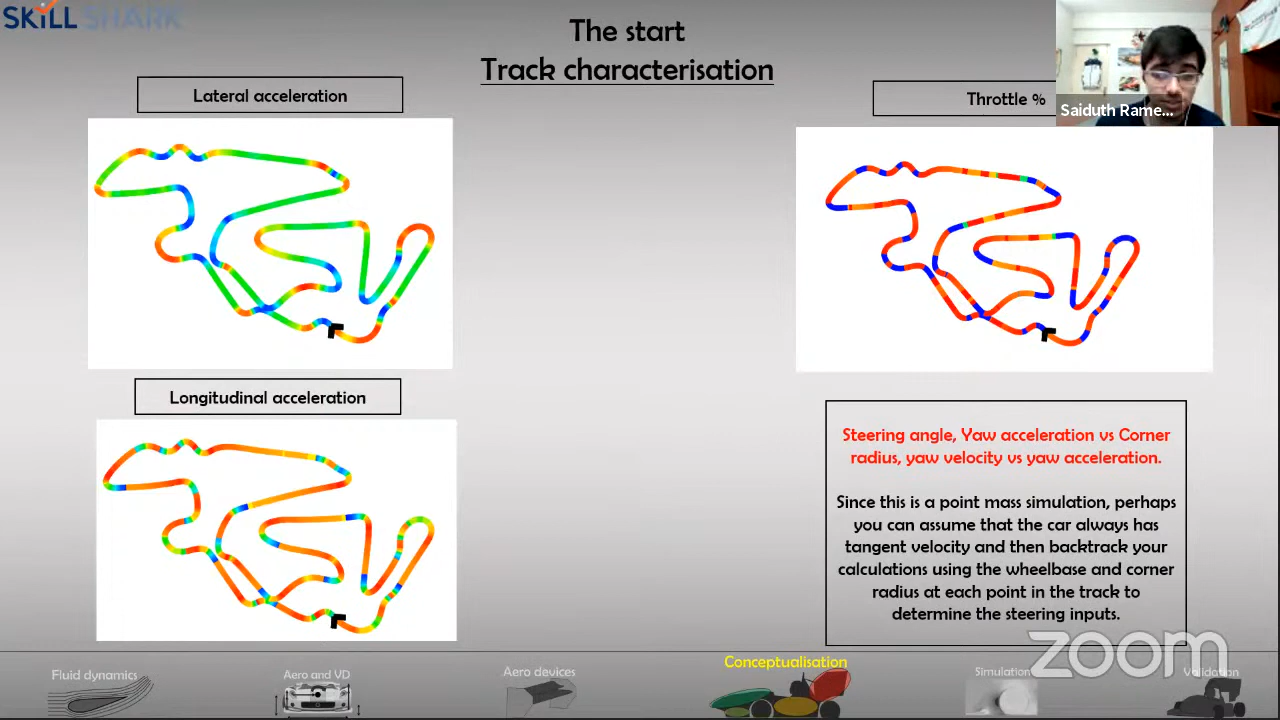 SKiLL SHARK
The start
Track characterisation
Lateral acceleration
Throttle %
Saiduth Rame...
Longitudinal acceleration
Steering angle, Yaw acceleration vs Corner
radius, yaw velocity vs yaw acceleration.
Since this is a point mass simulation, perhaps
you can assume that the car always has
tangent velocity and then backtrack your
calculations using the wheelbase and corner
radius at each point in the track to
determine the steering inputs.
zoom
Fluid dynamics
Aero and VD
Aero devices
Conceptualisation
Simulation
Validation